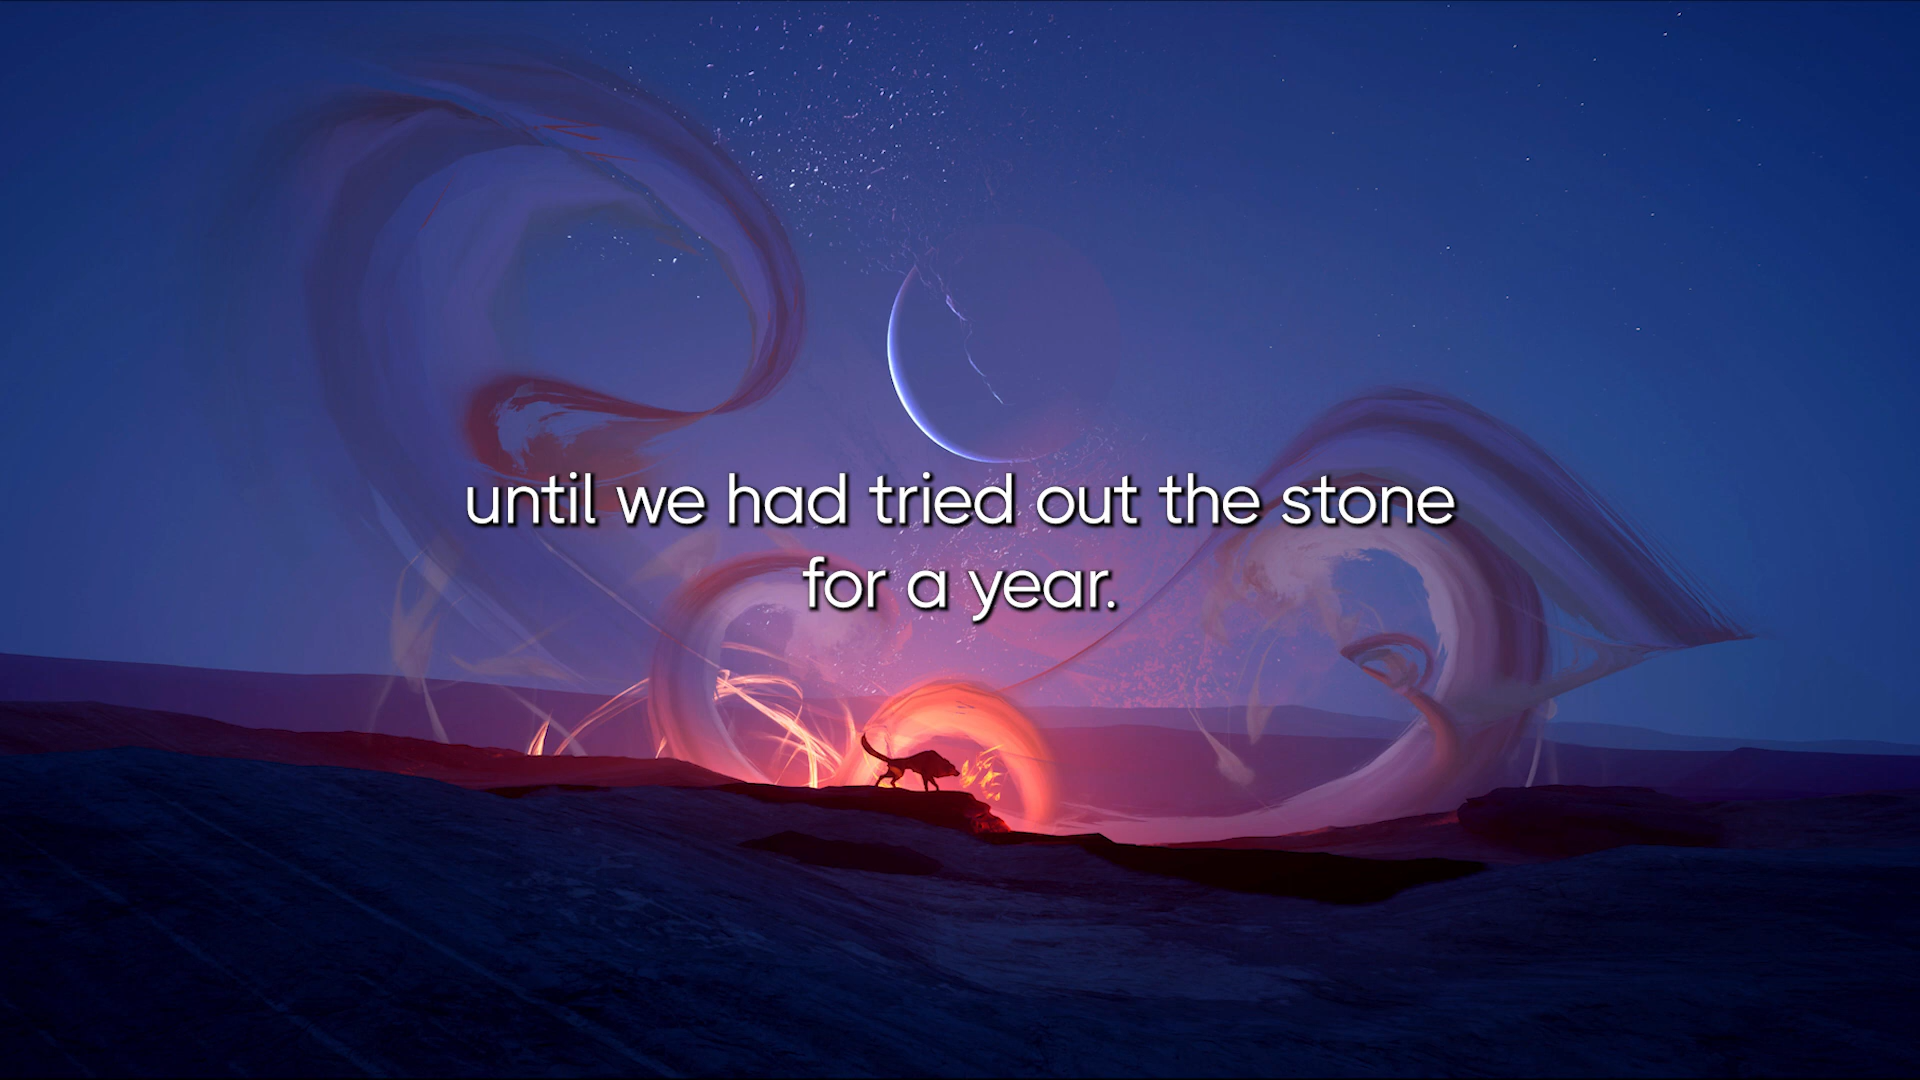 until we had tried out the stone
for a year.